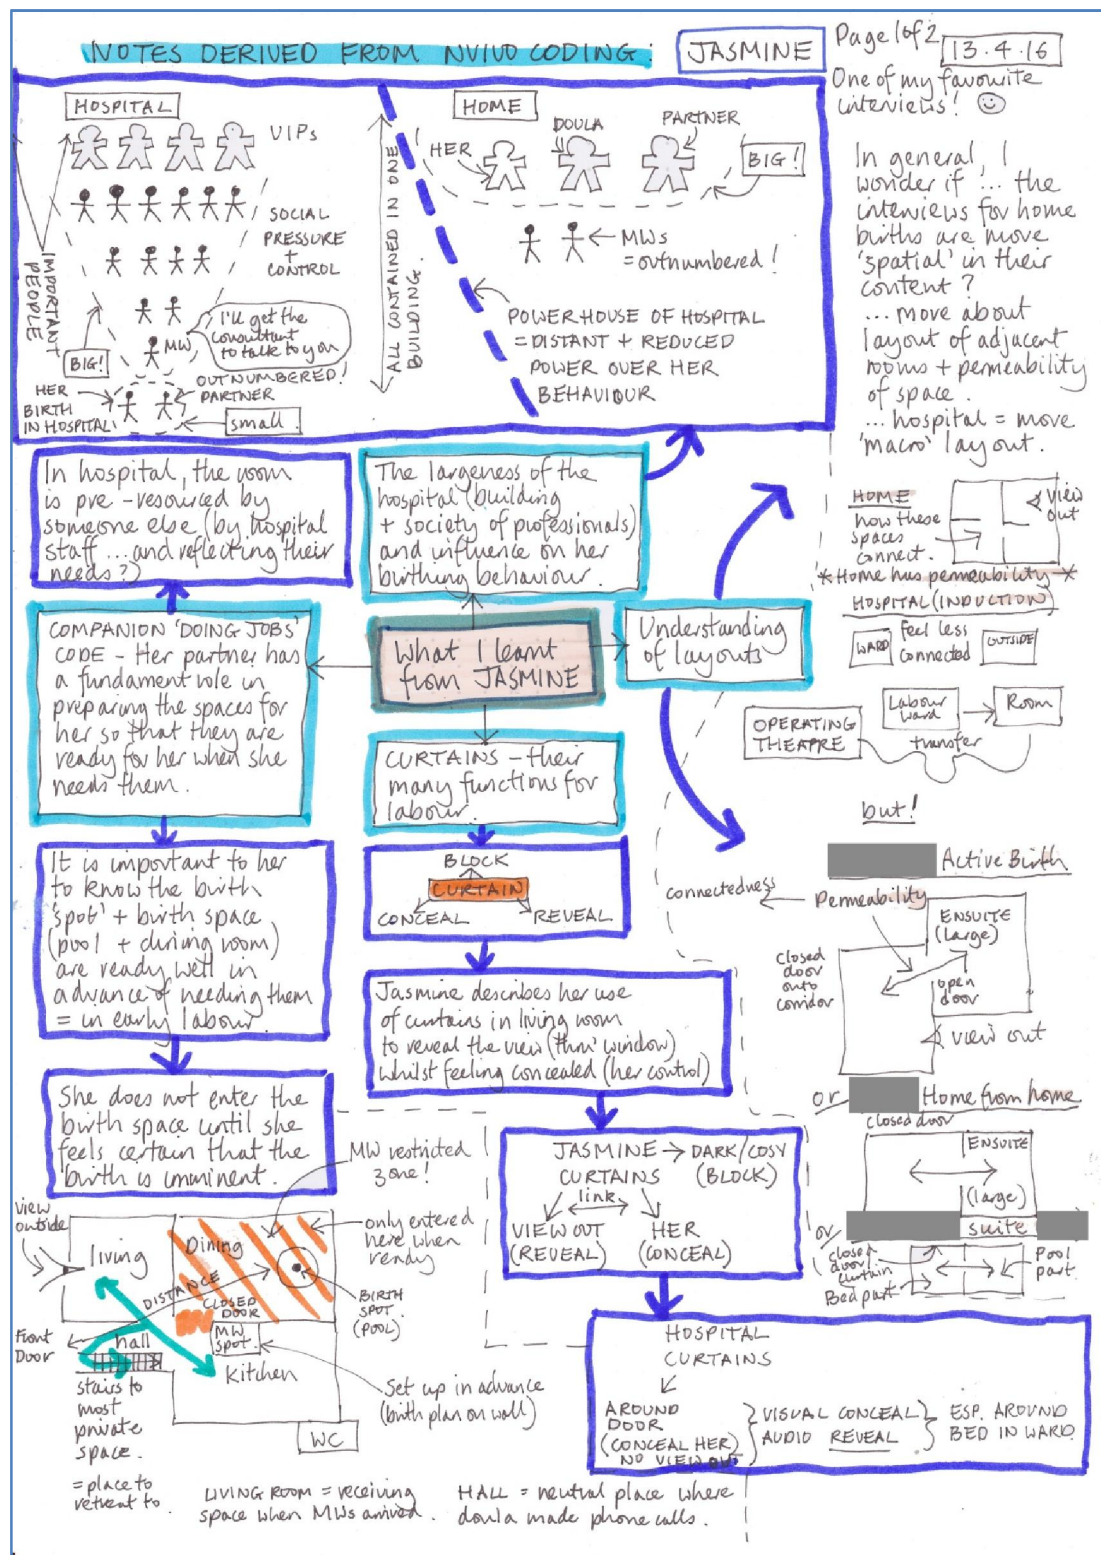 NOTES DERIVED FROM NVIVO CODING:
JASMINE
Page 1 of 2
13.4.16
One of my favourite
interviews!
HOSPITAL
VIPs
IMPORTANT
PEOPLE
SOCIAL
PRESSURE
+
CONTROL
I'll get the
consultant
to talk to you
MW
BIG!
OUTNUMBERED!
HER
PARTNER
BIRTH
IN HOSPITAL
small
ALL CONTAINED IN ONE
BUILDING.
HOME
DOULA
PARTNER
HER
BIG!
MWs
= outnumbered!
POWERHOUSE OF HOSPITAL
= DISTANT + REDUCED
POWER OVER HER
BEHAVIOUR
In general, I
wonder if ... the
interviews for home
births are more
'spatial' in their
content?
... more about
layout of adjacent
rooms + permeability
of space.
... hospital = more
'macro' layout.
In hospital, the room
is pre-resourced by
someone else (by hospital
staff ... and reflecting their
needs?)
The largeness of the
hospital (building
+ society of professionals)
and influence on her
birthing behaviour.
HOME
how these
spaces
connect.
view
out
*Home has permeability*
HOSPITAL (INDUCTION)
WARD
feel less
connected
OUTSIDE
COMPANION 'DOING JOBS'
CODE - Her partner has
a fundament role in
preparing the spaces for
her so that they are
ready for her when she
needs them.
What I learnt
from JASMINE
Understanding
of layouts
Labour
ward
Room
OPERATING
THEATRE
transfer
CURTAINS - their
many functions for
labour.
but!
It is important to her
to know the birth
'spot' + birth space
(pool + dining room)
are ready well in
advance of needing them
= in early labour.
BLOCK
CURTAIN
CONCEAL
REVEAL
Active Birth
connectedness
Permeability
ENSUITE
(large)
closed
door
onto
corridor
open
door
view out
Jasmine describes her use
of curtains in living room
to reveal the view (thru' window)
whilst feeling concealed (her control)
She does not enter the
birth space until she
feels certain that the
birth is imminent.
or
Home from home
closed door
ENSUITE
(large)
or
suite
closed
door/
curtain
Bed part
Pool
part.
JASMINE → DARK/COSY
CURTAINS (BLOCK)
link
VIEW OUT
(REVEAL)
HER
(CONCEAL)
MW restricted
zone!
View
outside
living
Dining
only entered
here when
ready
DISTANCE
CLOSED
DOOR
BIRTH
SPOT
(POOL)
Front
Door
hall
MW
SPOT.
Kitchen
Set up in advance
(birth plan on wall)
stairs to
most
private
space.
= place to
retreat to.
WC
LIVING ROOM = receiving
space when MWs arrived.
HALL = neutral place where
doula made phone calls.
HOSPITAL
CURTAINS
AROUND
DOOR
(CONCEAL HER)
NO VIEW OUT
VISUAL CONCEAL
AUDIO REVEAL
ESP. AROUND
BED IN WARD.